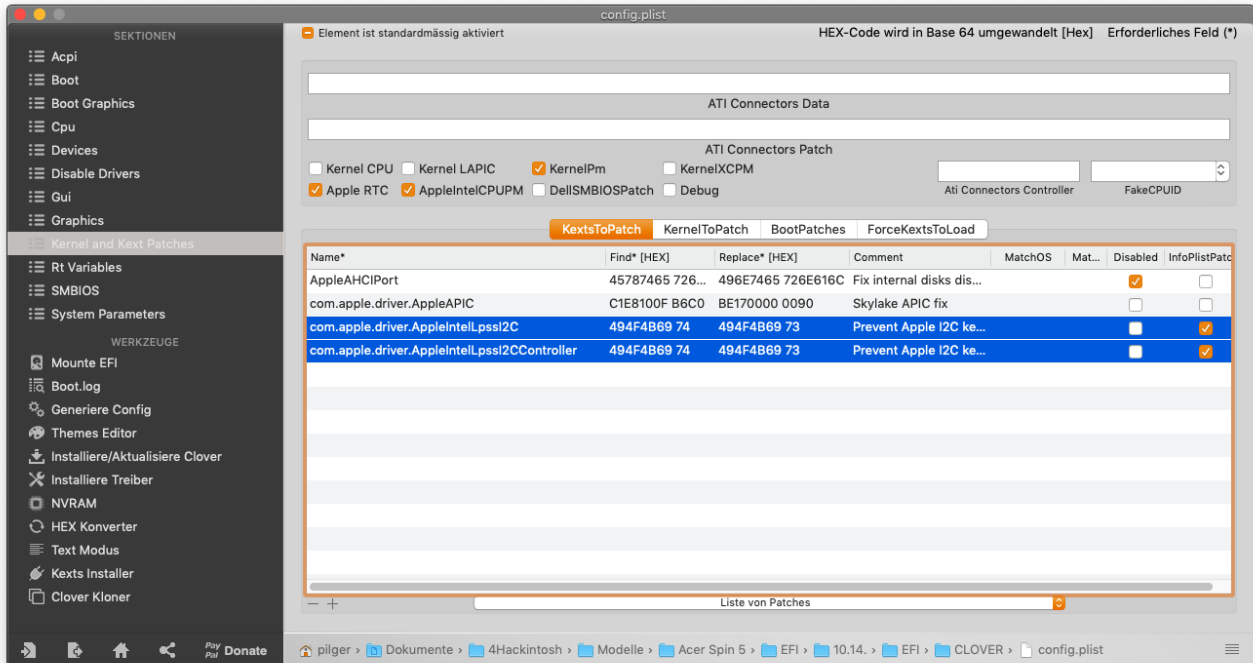 config.plist
SEKTIONEN
Acpi
Boot
Boot Graphics
Cpu
Devices
Disable Drivers
Gui
Graphics
Kernel and Kext Patches
Rt Variables
SMBIOS
System Parameters
WERKZEUGE
Mounte EFI
Boot.log
Generiere Config
Themes Editor
Installiere/Aktualisiere Clover
Installiere Treiber
NVRAM
HEX Konverter
Text Modus
Kexts Installer
Clover Kloner
Pay Pal Donate
Element ist standardmässig aktiviert HEX-Code wird in Base 64 umgewandelt [Hex] Erforderliches Feld (*)
ATI Connectors Data
ATI Connectors Patch
Kernel CPU Kernel LAPIC KernelPm KernelXCPM
Apple RTC AppleIntelCPUPM DellSMBIOSPatch Debug Ati Connectors Controller FakeCPUID
KextsToPatch KernelToPatch BootPatches ForceKextsToLoad
Name* Find* [HEX] Replace* [HEX] Comment MatchOS Mat... Disabled InfoPlistPatc
AppleAHCIPort 45787465 726... 496E7465 726E616C Fix internal disks dis...
com.apple.driver.AppleAPIC C1E8100F B6C0 BE170000 0090 Skylake APIC fix
com.apple.driver.AppleIntelLpssI2C 494F4B69 74 494F4B69 73 Prevent Apple I2C ke...
com.apple.driver.AppleIntelLpssI2CController 494F4B69 74 494F4B69 73 Prevent Apple I2C ke...
Liste von Patches
pilger › Dokumente › 4Hackintosh › Modelle › Acer Spin 5 › EFI › 10.14. › EFI › CLOVER › config.plist